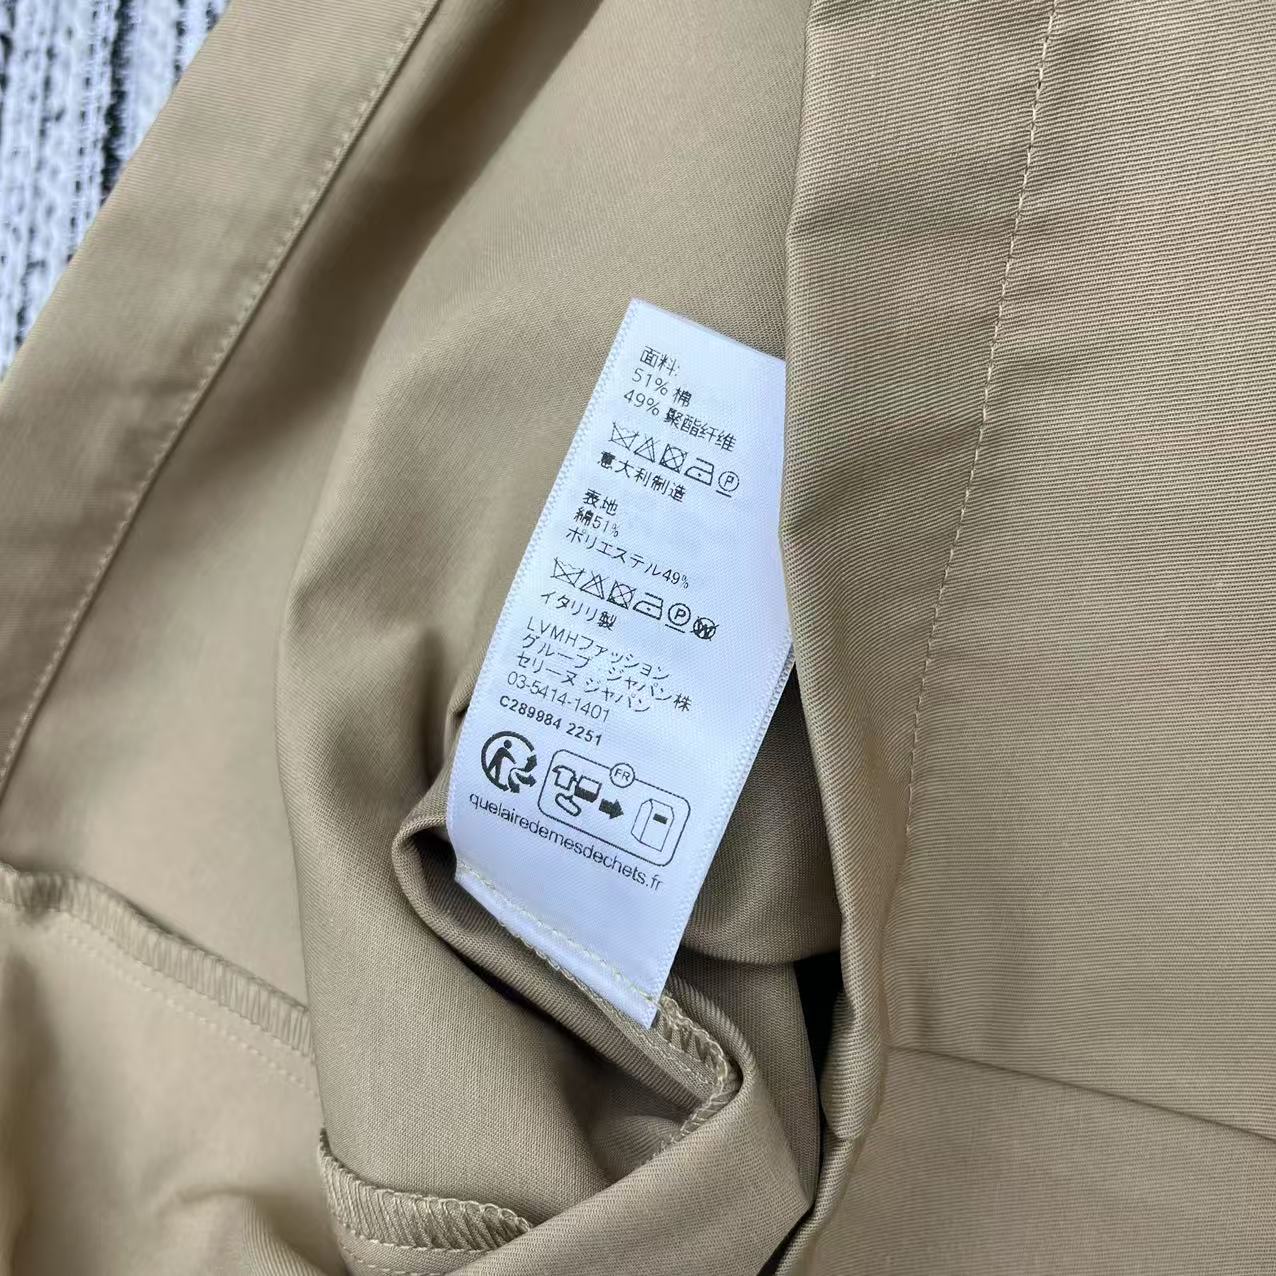 面料:
51% 棉
49% 聚酯纤维
P
意大利制造
表地
綿51%
ポリエステル49%
P W
イタリリ製
LVMHファッション
グループ・ジャパン株
セリーヌ ジャパン
03-5414-1401
C289984 2251
FR
quelairedemesdechets.fr